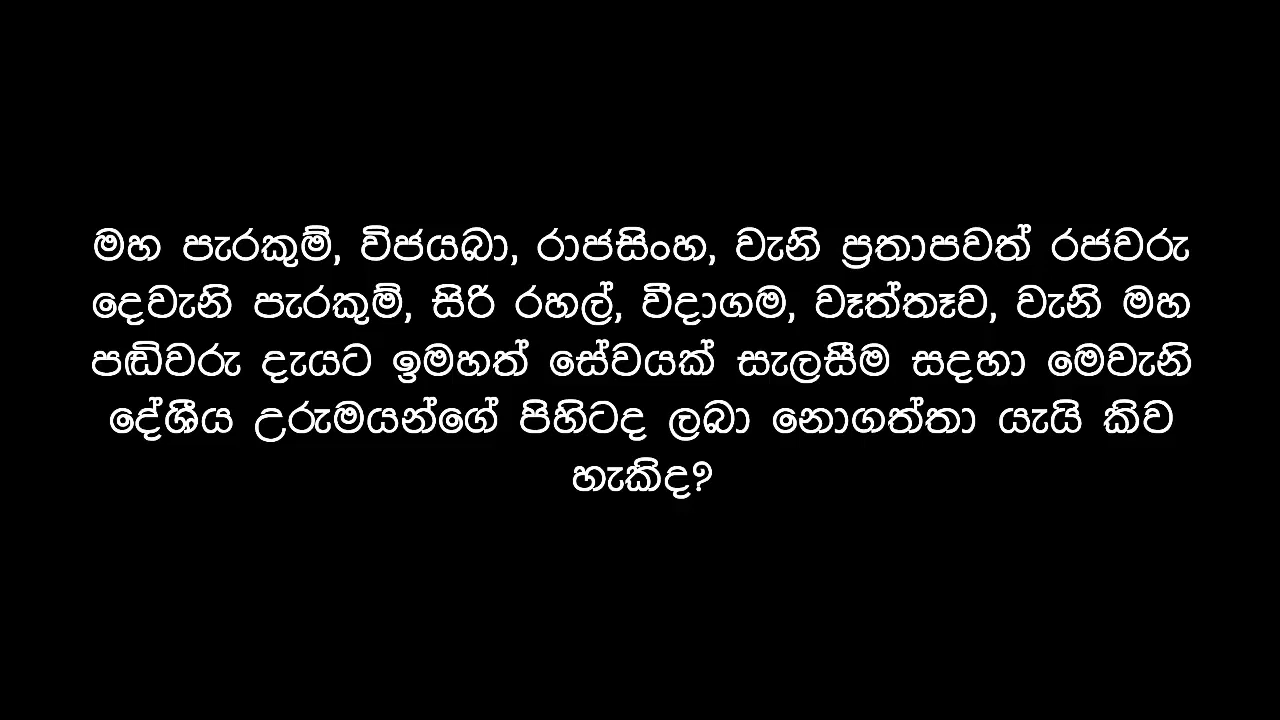 මහ පැරකුම්, විජයබා, රාජසිංහ, වැනි ප්‍රතාපවත් රජවරු
දෙවැනි පැරකුම්, සිරි රහල්, වීදාගම, වෑත්තෑව, වැනි මහ
පඬිවරු දැයට ඉමහත් සේවයක් සැලසීම සදහා මෙවැනි
දේශීය උරුමයන්ගේ පිහිටද ලබා නොගත්තා යැයි කිව
හැකිද?